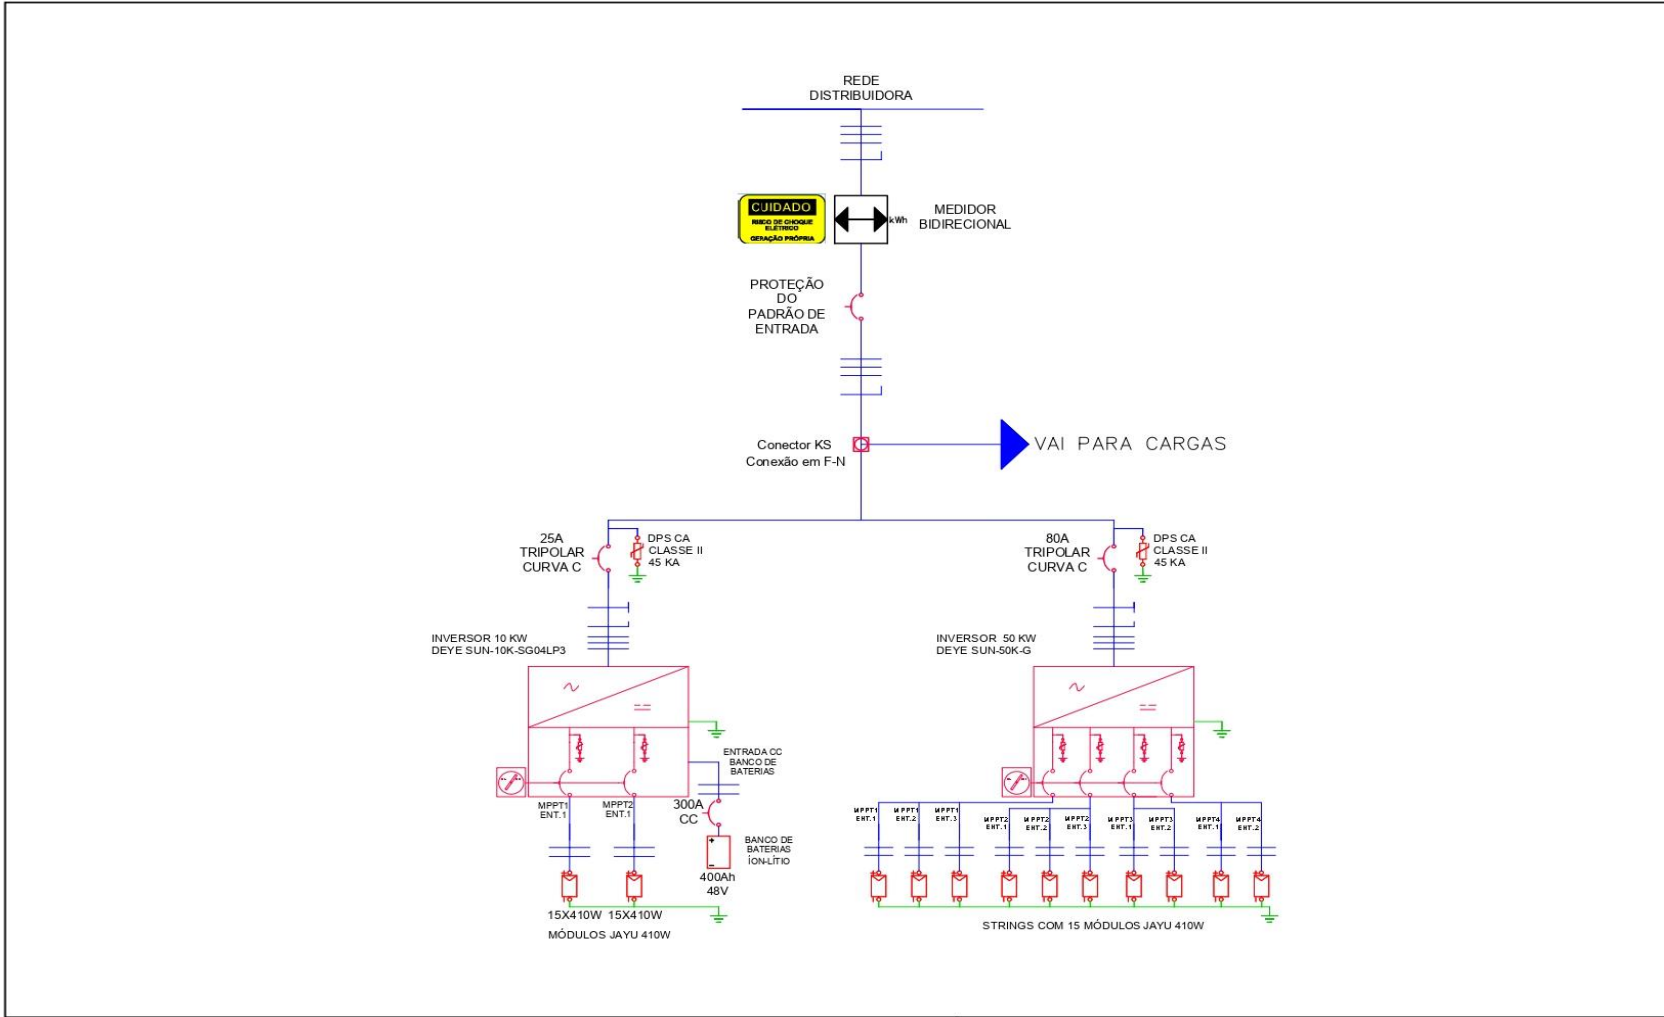 REDE
DISTRIBUIDORA
CUIDADO
RISCO DE CHOQUE
ELÉTRICO
GERAÇÃO PRÓPRIA
kWh
MEDIDOR
BIDIRECIONAL
PROTEÇÃO
DO
PADRÃO DE
ENTRADA
Conector KS
Conexão em F-N
VAI PARA CARGAS
25A
TRIPOLAR
CURVA C
DPS CA
CLASSE II
45 KA
80A
TRIPOLAR
CURVA C
DPS CA
CLASSE II
45 KA
INVERSOR 10 KW
DEYE SUN-10K-SG04LP3
INVERSOR 50 KW
DEYE SUN-50K-G
ENTRADA CC
BANCO DE
BATERIAS
MPPT1
ENT.1
MPPT2
ENT.1
300A
CC
BANCO DE
BATERIAS
ÍON-LÍTIO
400Ah
48V
15X410W 15X410W
MÓDULOS JAYU 410W
MPPT1
ENT.1
MPPT1
ENT.2
MPPT1
ENT.3
MPPT2
ENT.1
MPPT2
ENT.2
MPPT2
ENT.3
MPPT3
ENT.1
MPPT3
ENT.2
MPPT4
ENT.1
MPPT4
ENT.2
STRINGS COM 15 MÓDULOS JAYU 410W